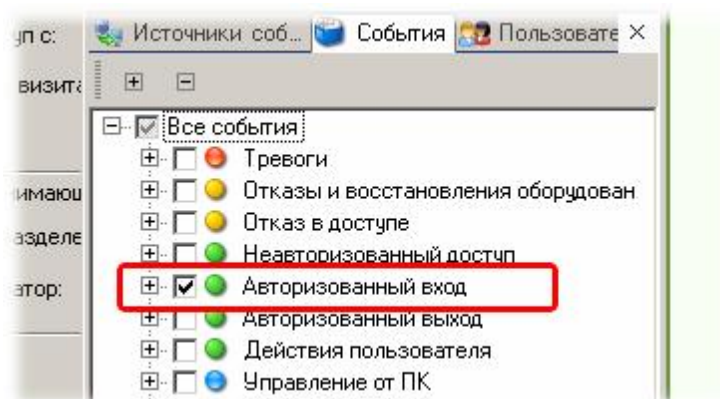 Источники соб... События Пользовате
Все события
Тревоги
Отказы и восстановления оборудован
Отказ в доступе
Неавторизованный доступ
Авторизованный вход
Авторизованный выход
Действия пользователя
Управление от ПК